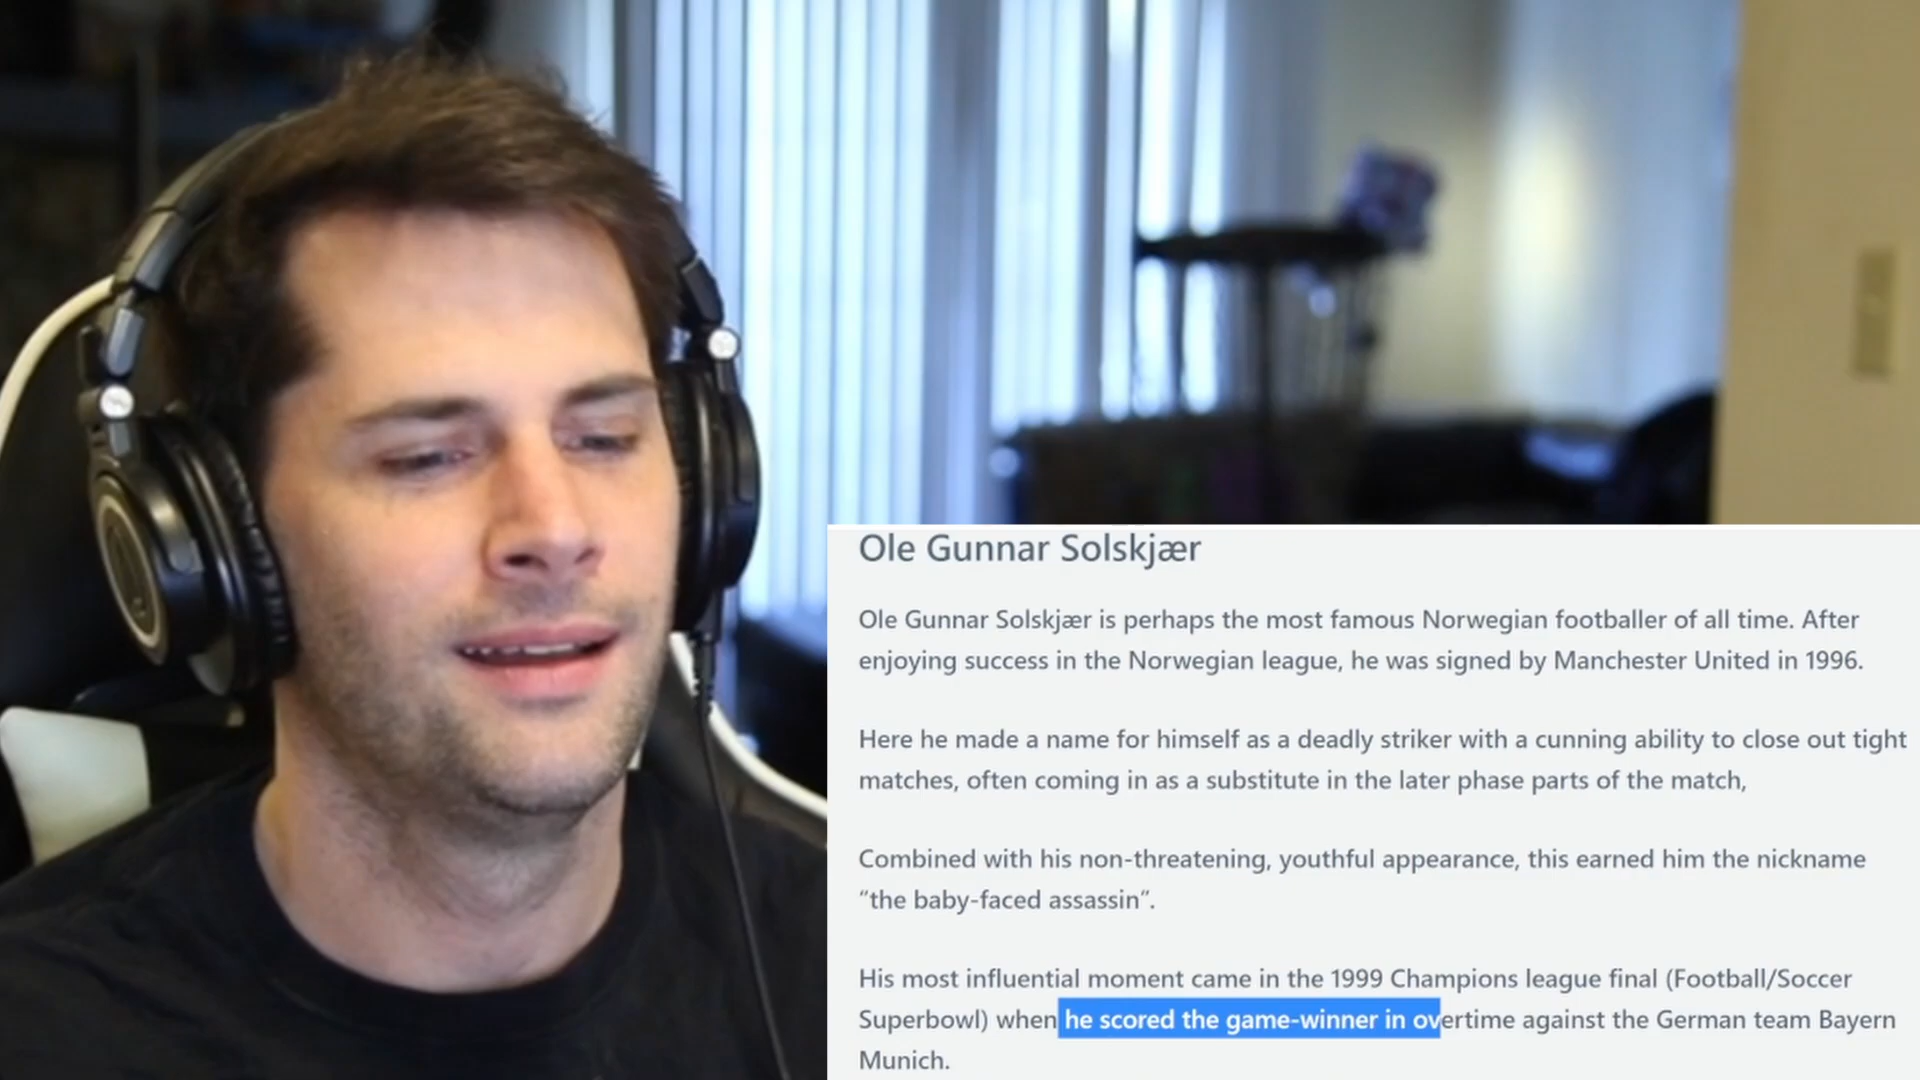 Ole Gunnar Solskjær
Ole Gunnar Solskjær is perhaps the most famous Norwegian footballer of all time. After
enjoying success in the Norwegian league, he was signed by Manchester United in 1996.
Here he made a name for himself as a deadly striker with a cunning ability to close out tight
matches, often coming in as a substitute in the later phase parts of the match,
Combined with his non-threatening, youthful appearance, this earned him the nickname
“the baby-faced assassin”.
His most influential moment came in the 1999 Champions league final (Football/Soccer
Superbowl) when he scored the game-winner in overtime against the German team Bayern
Munich.